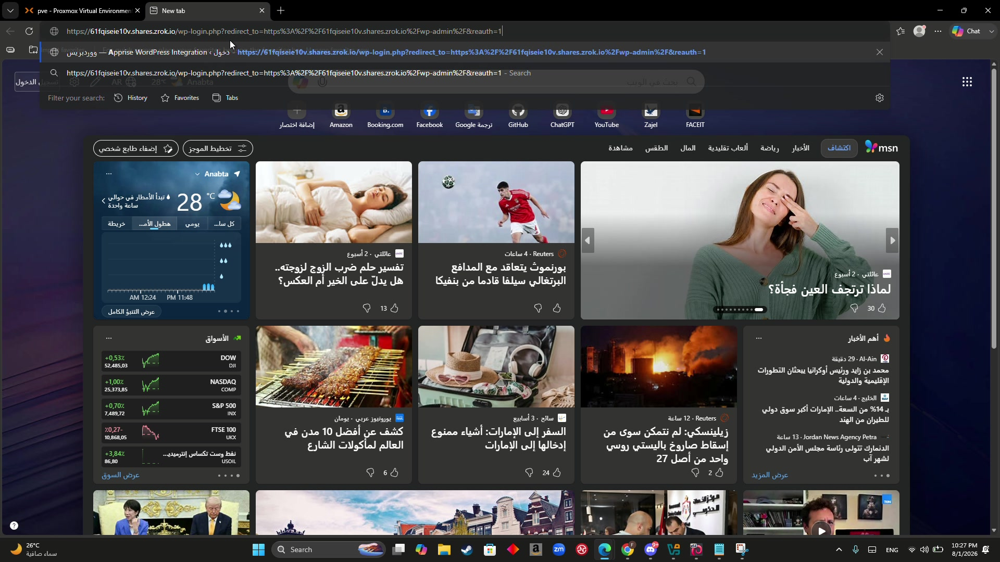 pve - Proxmox Virtual Environmen
New tab
https://61fqiseie10v.shares.zrok.io/wp-login.php?redirect_to=https%3A%2F%2F61fqiseie10v.shares.zrok.io%2Fwp-admin%2F&reauth=1
Chat
دخول ‹ Apprise WordPress Integration — ووردبريس - https://61fqiseie10v.shares.zrok.io/wp-login.php?redirect_to=https%3A%2F%2F61fqiseie10v.shares.zrok.io%2Fwp-admin%2F&reauth=1
https://61fqiseie10v.shares.zrok.io/wp-login.php?redirect_to=https%3A%2F%2F61fqiseie10v.shares.zrok.io%2Fwp-admin%2F&reauth=1 - Search
تسجيل الدخول
AR
28°C
Anabta
بحث في الويب
Filter your search:
History
Favorites
Tabs
إضافة اختصار
Amazon
Booking.com
Facebook
ترجمة Google
GitHub
ChatGPT
YouTube
Zajel
FACEIT
msn
اكتشاف
الأخبار
رياضة
ألعاب تقليدية
المال
الطقس
مشاهدة
تخطيط الموجز
إضفاء طابع شخصي
Anabta
28 °C
تبدأ الأمطار في حوالي
ساعة واحدة
كل سا...
يومي
هطول الأم...
خريطة
AM 12:24
PM 11:48
عرض التنبؤ الكامل
عائلتي · 2 أسبوع
تفسير حلم ضرب الزوج لزوجته..
هل يدلّ على الخير أم العكس؟
13
Reuters · 4 ساعات
بورنموث يتعاقد مع المدافع
البرتغالي سيلفا قادما من بنفيكا
عائلتي · 2 أسبوع
لماذا ترتجف العين فجأة؟
30
الأسواق
DOW
DJI
+0,53%
52,485,03
NASDAQ
COMP
+1,00%
25,373,85
S&P 500
INX
+0,70%
7,489,72
FTSE 100
UKX
%0,27-
10,868,05
نفط وست تكساس إنترميدي...
USOIL
+3,84%
86,80
عرض السوق
يورونيوز عربي · يومان
كشف عن أفضل 10 مدن في
العالم لمأكولات الشارع
6
سائح · 3 أسابيع
السفر إلى الإمارات: أشياء ممنوع
إدخالها إلى الإمارات
24
Reuters · 12 ساعة
زيلينسكي: لم نتمكن سوى من
إسقاط صاروخ باليستي روسي
واحد من أصل 27
2
أهم الأخبار
Al-Ain · 29 دقيقة
محمد بن زايد ورئيس أوكرانيا يبحثان التطورات
الإقليمية والدولية
الخليج · 4 ساعات
بـ 14% من السعة.. الإمارات أكبر سوق دولي
للطيران من الهند
Jordan News Agency Petra · 13 ساعة
الدنمارك تتولى رئاسة مجلس الأمن الدولي
لشهر آب
عرض المزيد
26°C
سماء صافية
Search
ENG
10:27 PM
8/1/2026